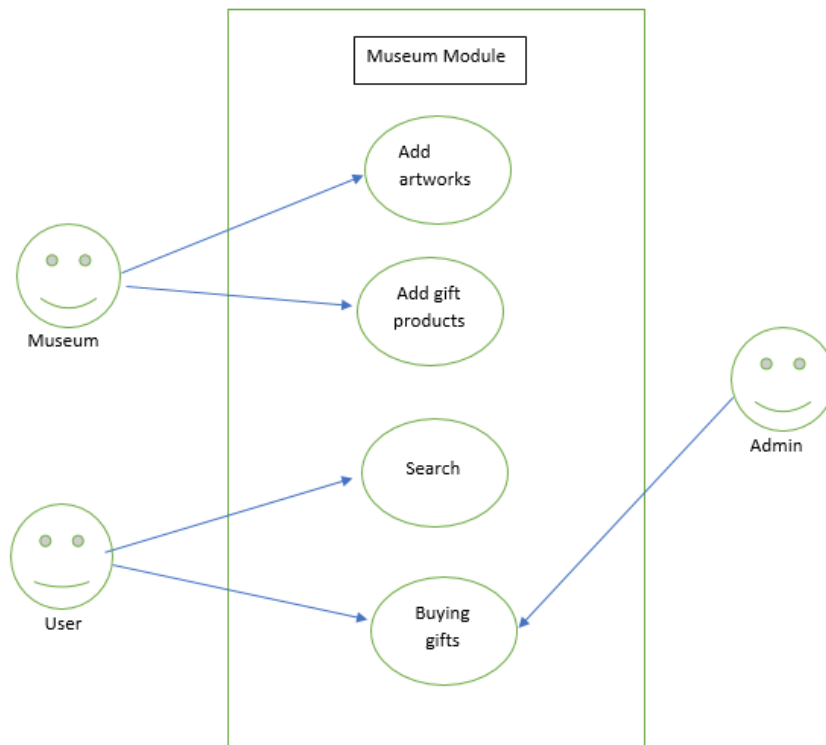 Museum Module
Add
artworks
Add gift
products
Museum
Admin
Search
Buying
gifts
User